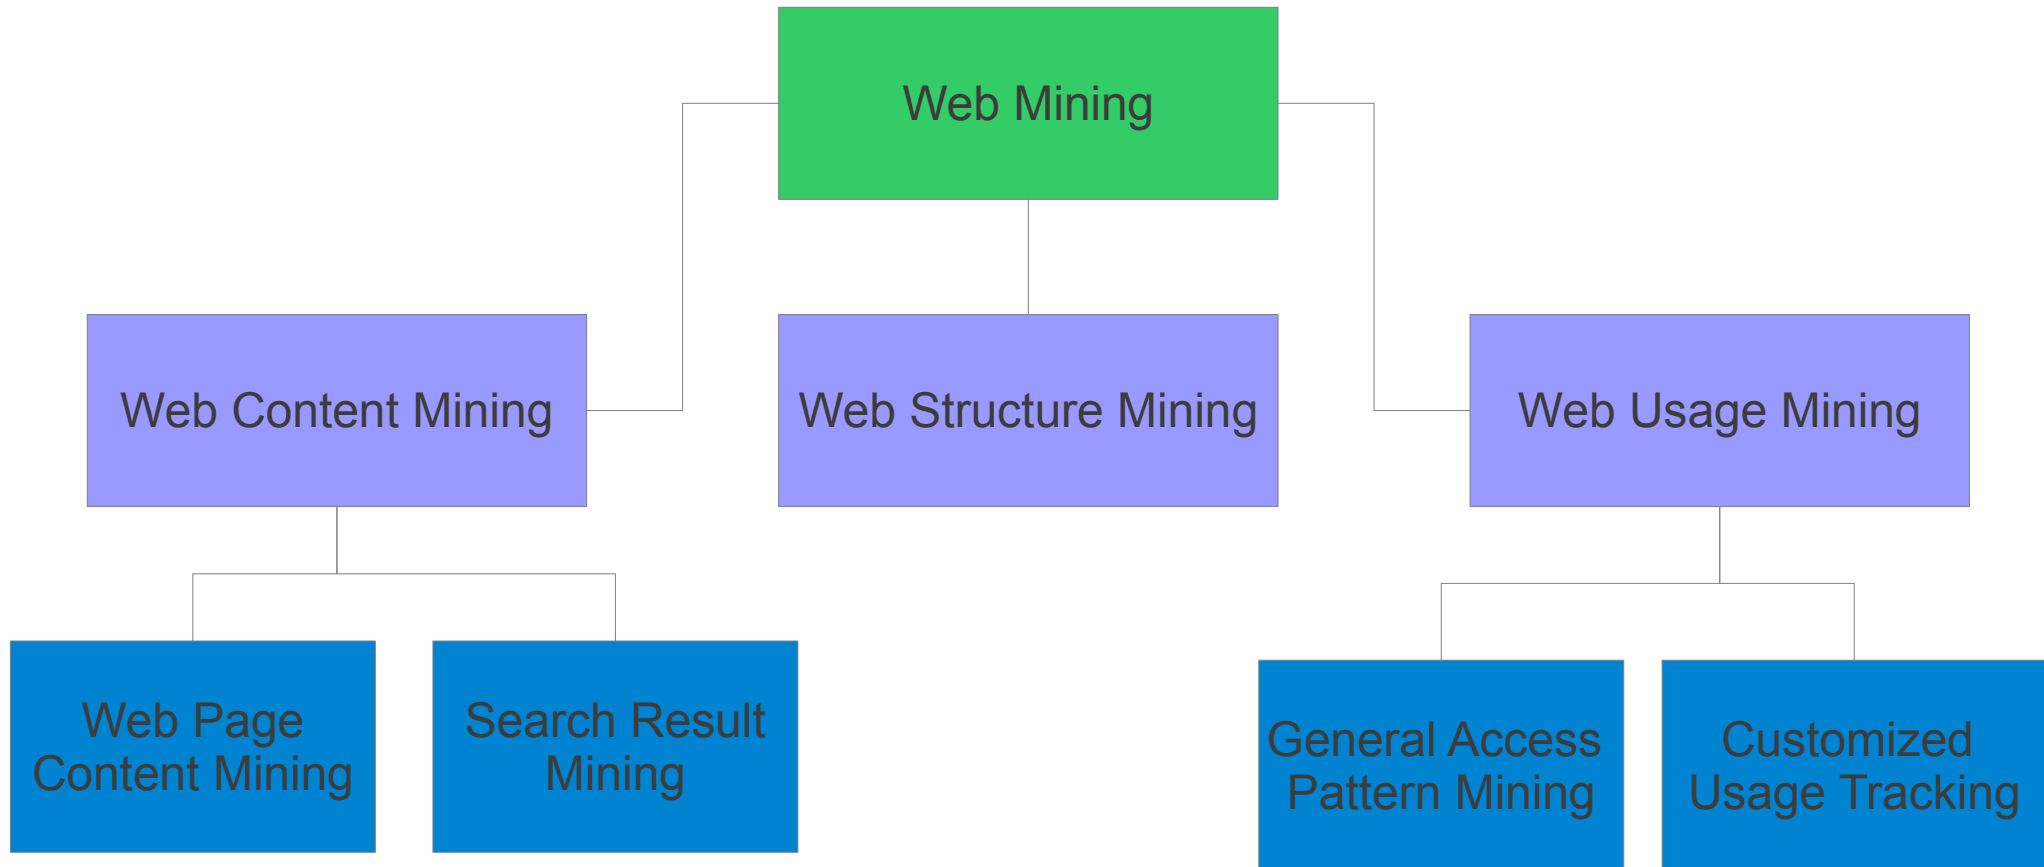 Web Mining
Web Content Mining
Web Structure Mining
Web Usage Mining
Web Page
Content Mining
Search Result
Mining
General Access
Pattern Mining
Customized
Usage Tracking